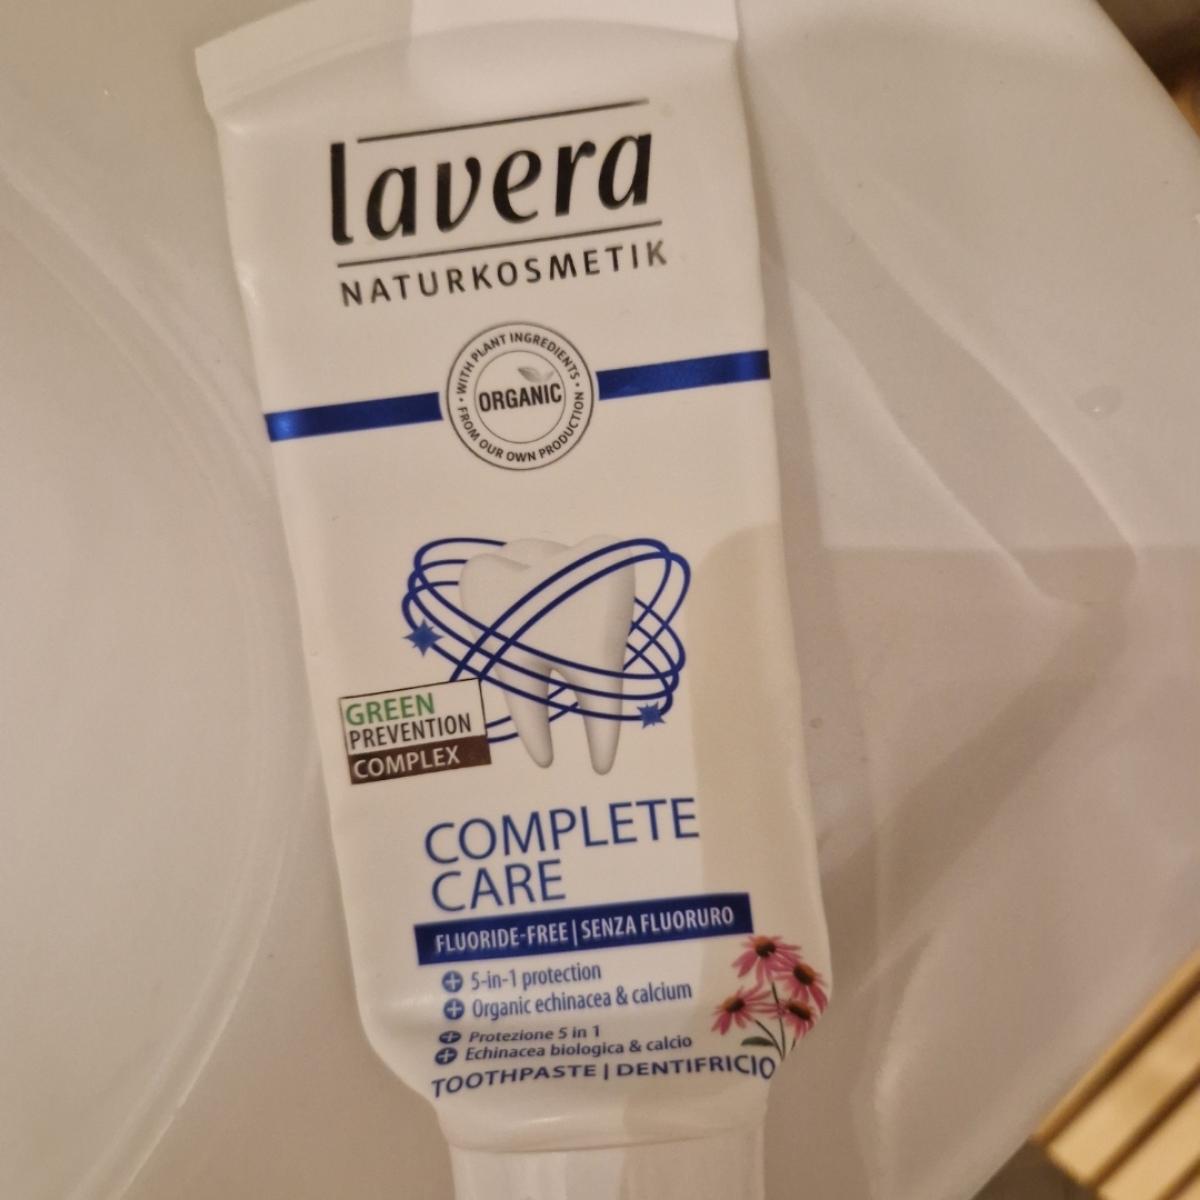 lavera
NATURKOSMETIK
• WITH PLANT INGREDIENTS •
ORGANIC
FROM OUR OWN PRODUCTION
GREEN
PREVENTION
COMPLEX
COMPLETE
CARE
FLUORIDE-FREE | SENZA FLUORURO
5-in-1 protection
Organic echinacea & calcium
Protezione 5 in 1
Echinacea biologica & calcio
TOOTHPASTE | DENTIFRICIO